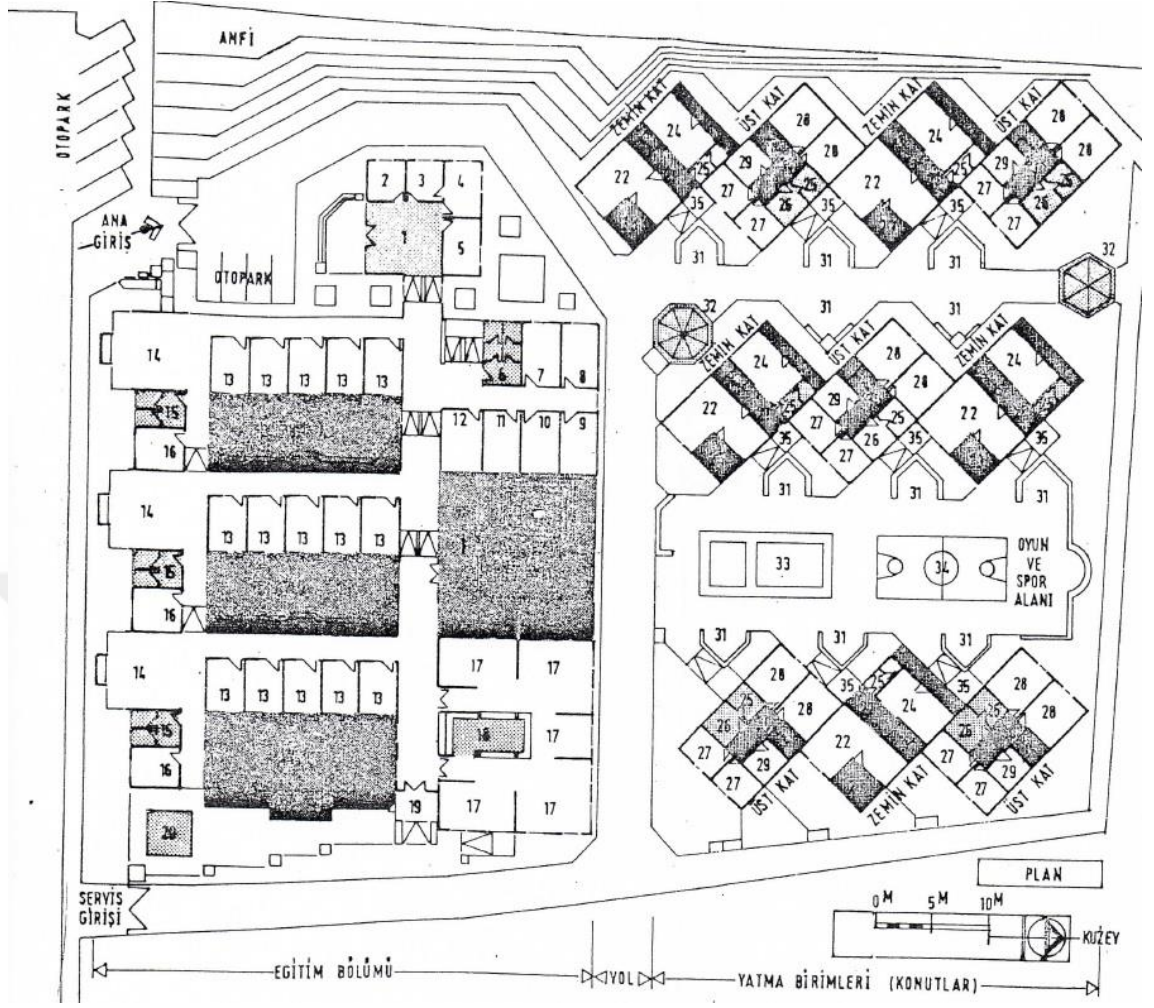 AMFİ
OTOPARK
ANA
GİRİŞ
OTOPARK
2 3 4
1
5
ZEMİN KAT
ÜST KAT
ZEMİN KAT
ÜST KAT
24 28 24 28
22 29 28 22 29 28
25 27 25 25 27 25
35 27 26 35 35 27 26
31 31 31
32
32
31 31
14
13 13 13 13 13
6 7 8
15
16
12 11 10 9
ZEMİN KAT
ÜST KAT
ZEMİN KAT
24 28 24
22 29 28 22
25 27 25
35 27 26 35 35
31 31 31
14
13 13 13 13 13
15
16
33
34
OYUN
VE
SPOR
ALANI
14
13 13 13 13 13
15
16
17 17
18 17
17 17
19
20
31 31 31
28 35 25 35 28
25 28 24 25 28
26 22 26
27 29 27 29
27 27
ÜST KAT
ZEMİN KAT
ÜST KAT
SERVİS
GİRİŞİ
PLAN
0 M 5 M 10 M
KUZEY
EĞİTİM BÖLÜMÜ
YOL
YATMA BİRİMLERİ (KONUTLAR)